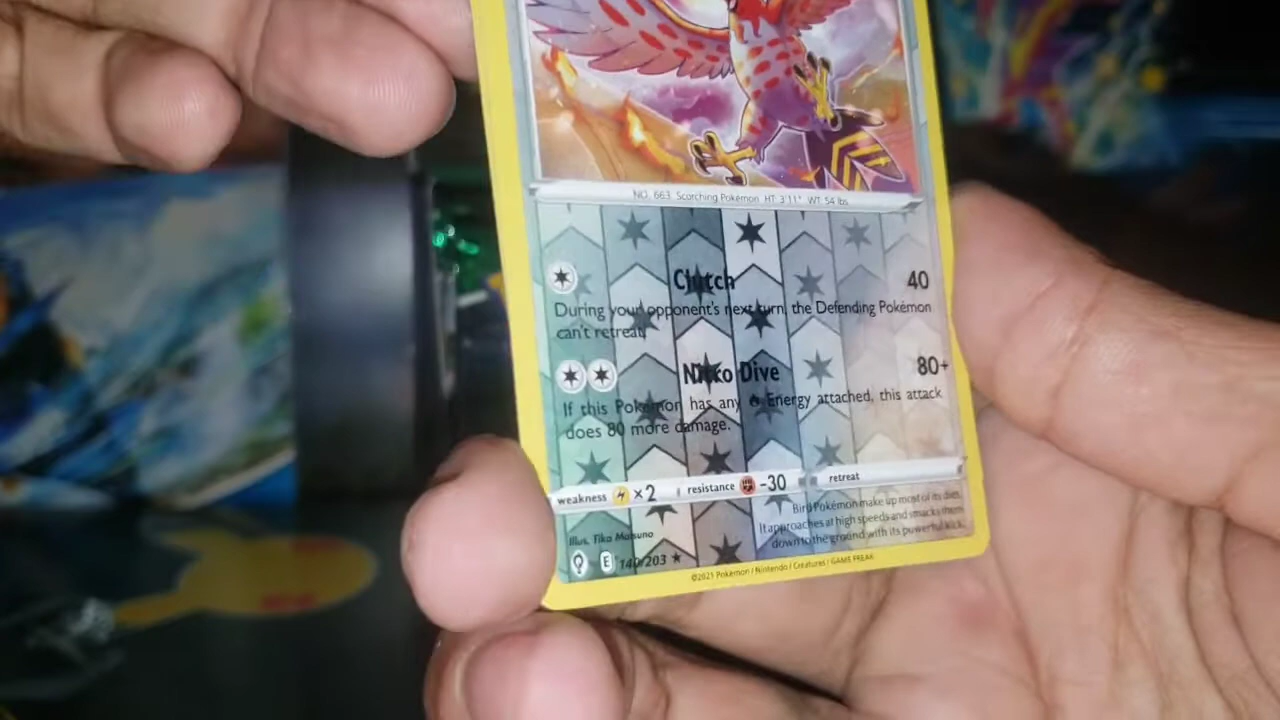 NO. 663 Scorching Pokémon HT 3'11" WT 54 lbs.
Clutch 40
During your opponent's next turn, the Defending Pokémon
can't retreat.
Nitro Dive 80+
If this Pokémon has any Energy attached, this attack
does 80 more damage.
weakness ×2 resistance -30 retreat
Bird Pokémon make up most of its diet.
It approaches at high speeds and smacks them
down to the ground with its powerful kick.
Illus. Tika Matsuno
E 140/203 ★
©2021 Pokémon / Nintendo / Creatures / GAME FREAK